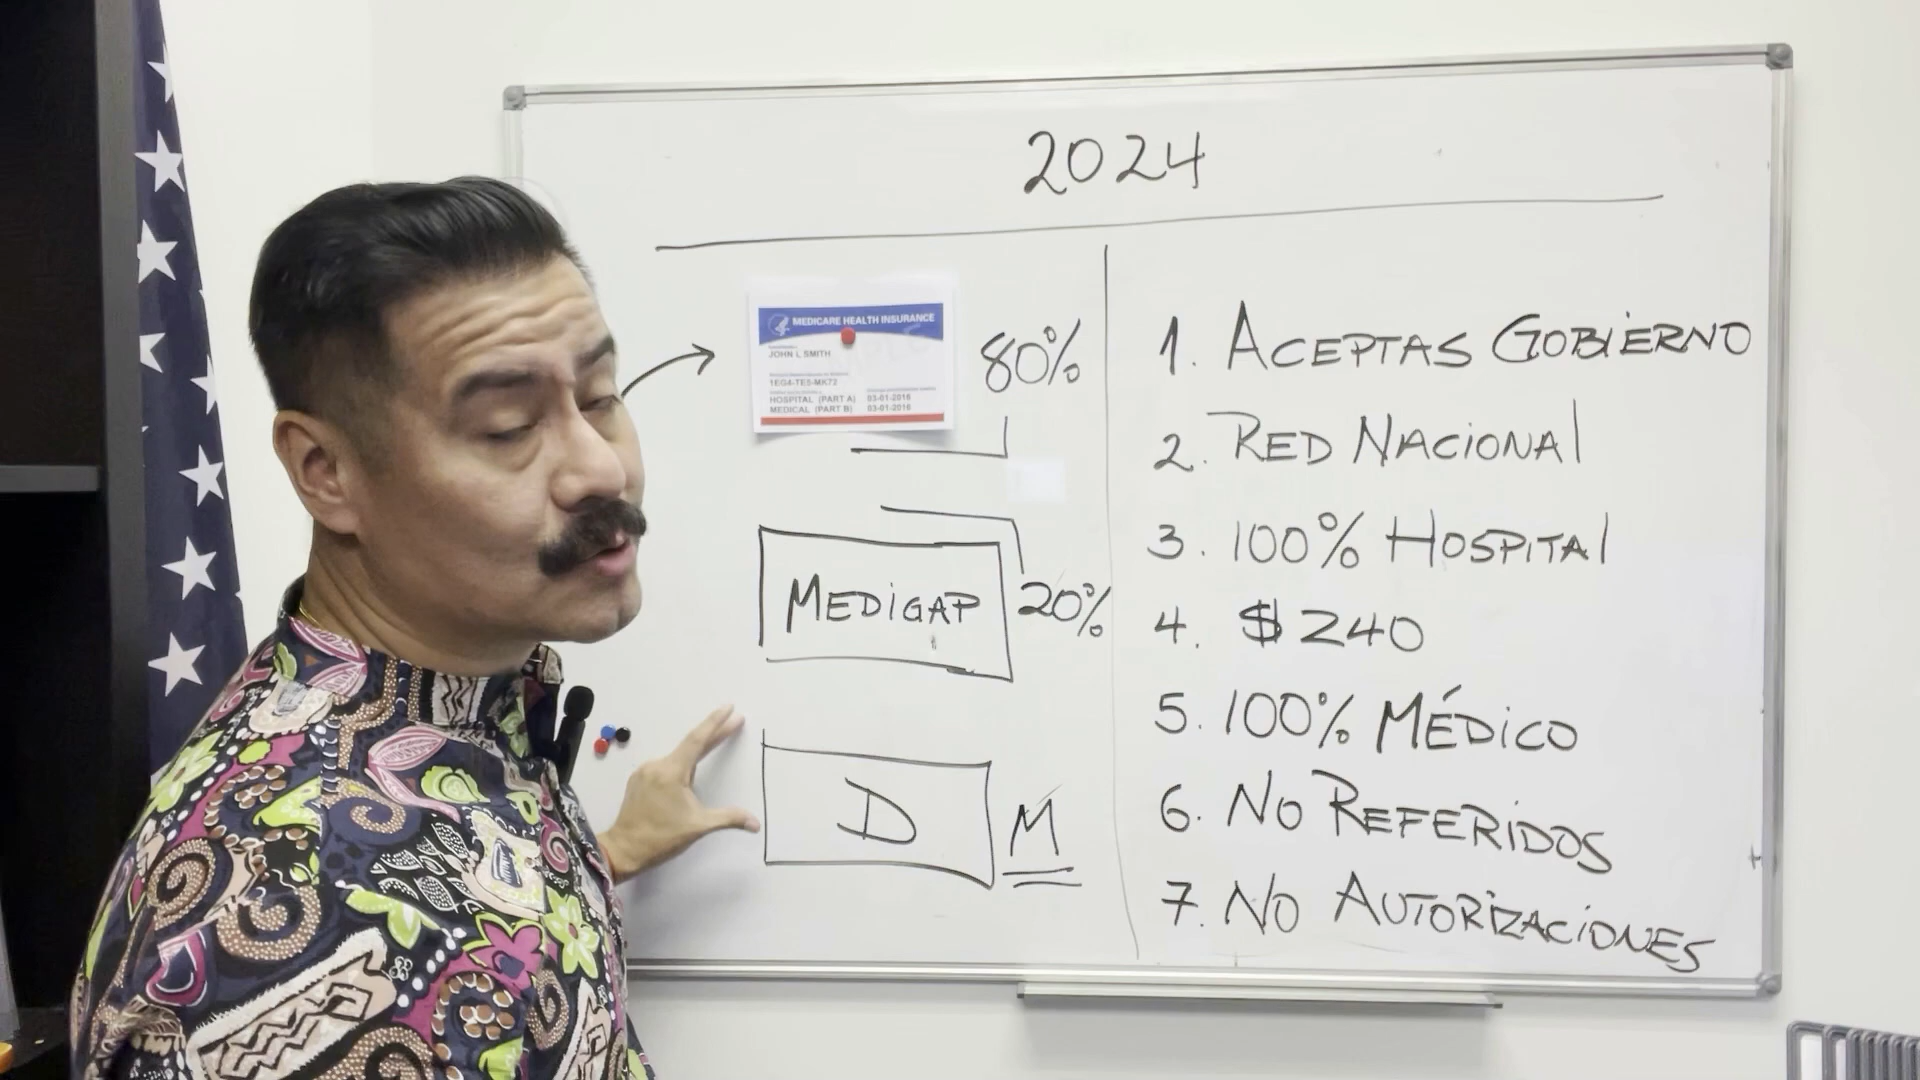 2024
MEDICARE HEALTH INSURANCE
JOHN L SMITH
1EG4-TE5-MK72
HOSPITAL (PART A) 03-01-2016
MEDICAL (PART B) 03-01-2016
80%
MEDIGAP
20%
D
M
1. ACEPTAS GOBIERNO
2. RED NACIONAL
3. 100% HOSPITAL
4. $240
5. 100% MÉDICO
6. NO REFERIDOS
7. NO AUTORIZACIONES